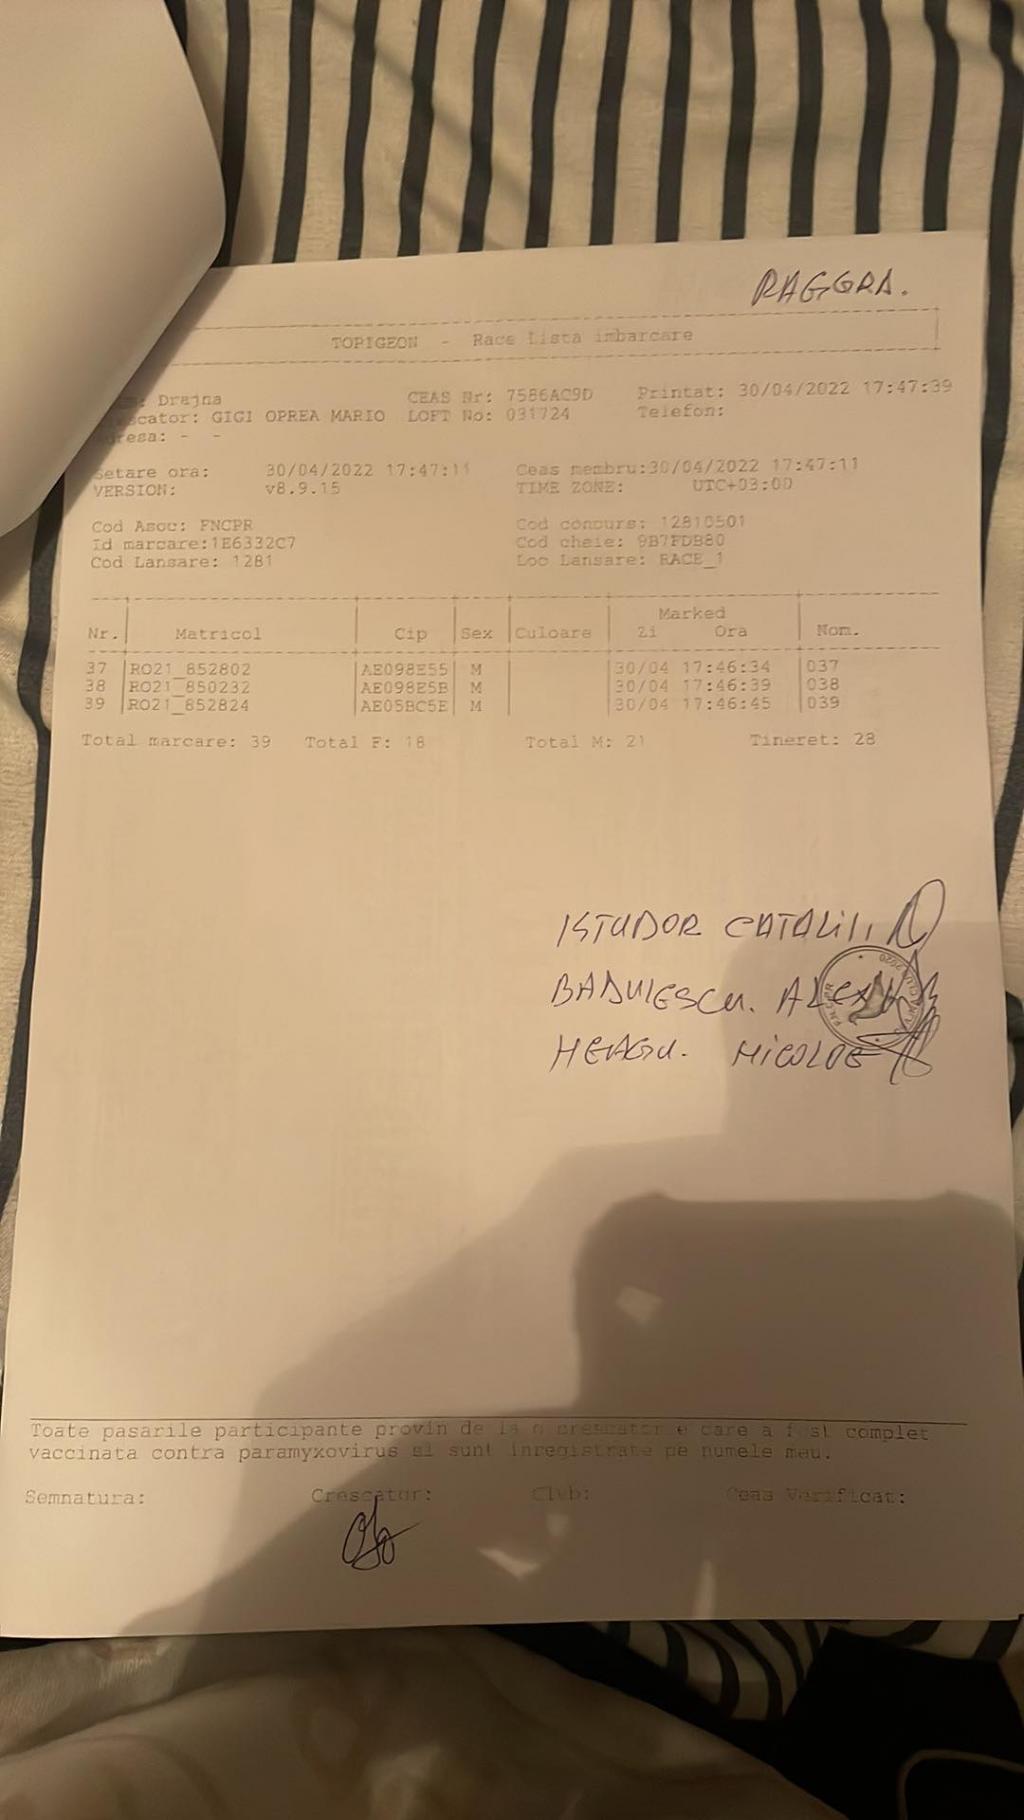 RAGGRA.
TOPIGEON - Race Lista imbarcare
Drajna CEAS Nr: 7586AC9D Printat: 30/04/2022 17:47:39
scator: GIGI OPREA MARIO LOFT No: 031724 Telefon:
resa: - -
Setare ora: 30/04/2022 17:47:11 Ceas membru:30/04/2022 17:47:11
VERSION: v8.9.15 TIME ZONE: UTC+03:00
Cod Asoc: FNCPR Cod concurs: 12810501
Id marcare:1E6332C7 Cod cheie: 9B7FDB80
Cod Lansare: 1281 Loc Lansare: RACE_1
Marked
Nr. Matricol Cip Sex Culoare Zi Ora Nom.
37 RO21_852802 AE098E55 M 30/04 17:46:34 037
38 RO21_850232 AE098E5B M 30/04 17:46:39 038
39 RO21_852824 AE05BC5E M 30/04 17:46:45 039
Total marcare: 39 Total F: 18 Total M: 21 Tineret: 28
ISTUDOR CATALIN
BADULESCU. ALEX
NEAGU. NICOLAE
Toate pasarile participante provin de la o crescatorie care a fost complet
vaccinata contra paramyxovirus si sunt inregistrate pe numele meu.
Semnatura: Crescator: Club: Ceas Verificat: